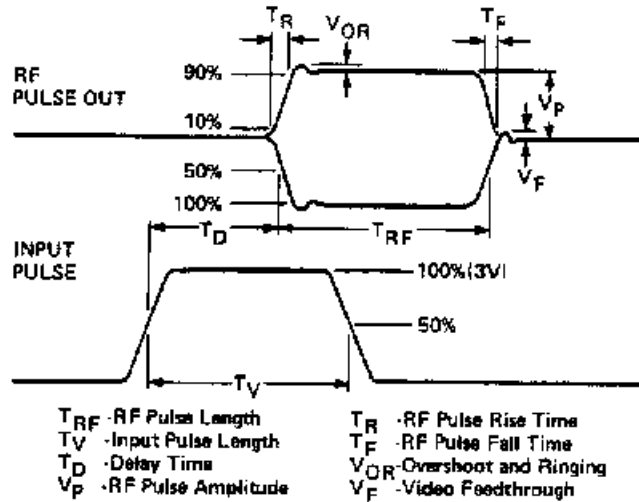 T_R V_OR T_F
RF
PULSE OUT
90%
10%
50%
100%
V_P
V_F
T_D T_RF
INPUT
PULSE
100%(3V)
50%
T_V
T_RF -RF Pulse Length
T_V -Input Pulse Length
T_D -Delay Time
V_P -RF Pulse Amplitude
T_R -RF Pulse Rise Time
T_F -RF Pulse Fall Time
V_OR -Overshoot and Ringing
V_F -Video Feedthrough